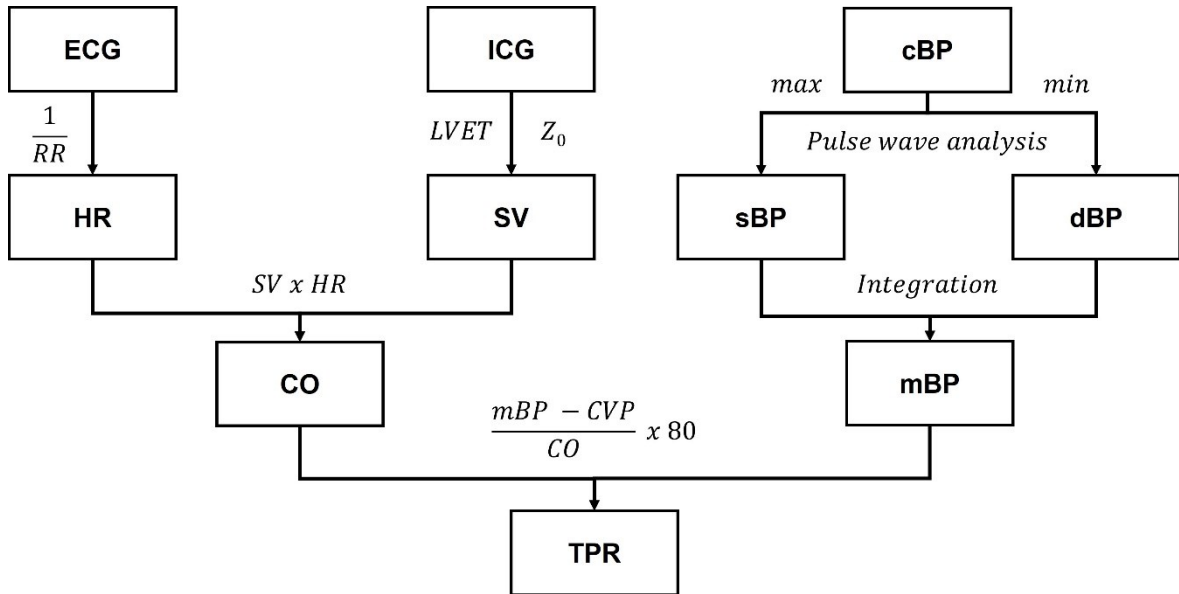 ECG
ICG
cBP
max
min
1
RR
LVET
Z₀
Pulse wave analysis
HR
SV
sBP
dBP
SV x HR
Integration
CO
mBP
mBP − CVP
CO
x 80
TPR